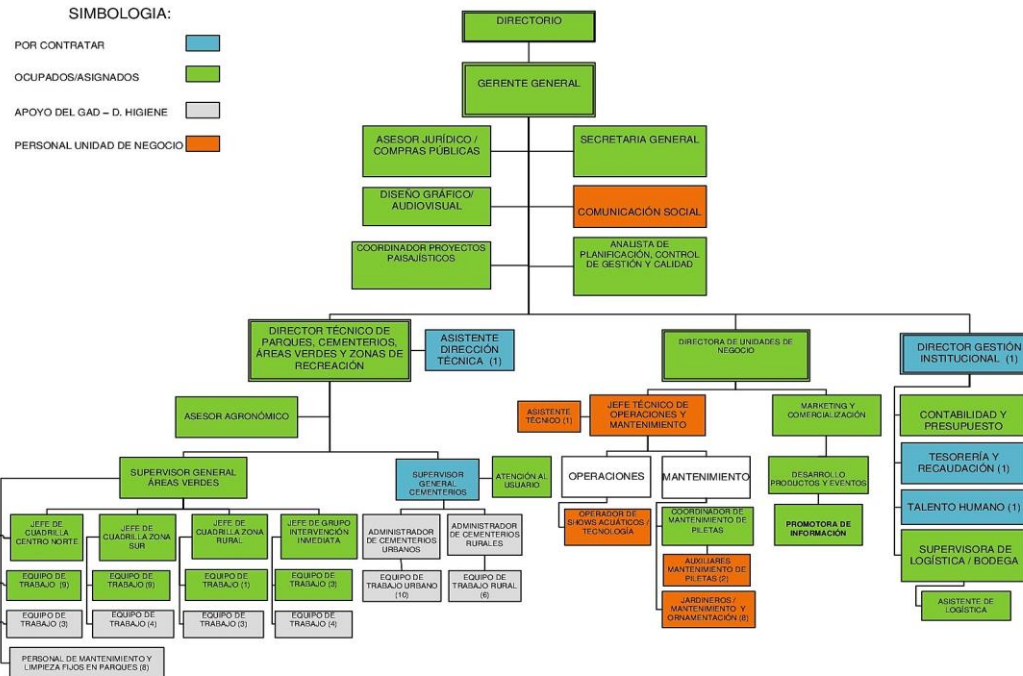 SIMBOLOGIA:
POR CONTRATAR
OCUPADOS/ASIGNADOS
APOYO DEL GAD – D. HIGIENE
PERSONAL UNIDAD DE NEGOCIO
DIRECTORIO
GERENTE GENERAL
ASESOR JURÍDICO /
COMPRAS PÚBLICAS
SECRETARIA GENERAL
DISEÑO GRÁFICO/
AUDIOVISUAL
COMUNICACIÓN SOCIAL
COORDINADOR PROYECTOS
PAISAJÍSTICOS
ANALISTA DE
PLANIFICACIÓN, CONTROL
DE GESTIÓN Y CALIDAD
DIRECTOR TÉCNICO DE
PARQUES, CEMENTERIOS,
ÁREAS VERDES Y ZONAS DE
RECREACIÓN
ASISTENTE
DIRECCIÓN
TÉCNICA (1)
DIRECTORA DE UNIDADES DE
NEGOCIO
DIRECTOR GESTIÓN
INSTITUCIONAL (1)
ASESOR AGRONÓMICO
ASISTENTE
TÉCNICO (1)
JEFE TÉCNICO DE
OPERACIONES Y
MANTENIMIENTO
MARKETING Y
COMERCIALIZACIÓN
CONTABILIDAD Y
PRESUPUESTO
SUPERVISOR GENERAL
ÁREAS VERDES
SUPERVISOR
GENERAL
CEMENTERIOS
ATENCIÓN AL
USUARIO
OPERACIONES
MANTENIMIENTO
DESARROLLO
PRODUCTOS Y EVENTOS
TESORERÍA Y
RECAUDACIÓN (1)
TALENTO HUMANO (1)
JEFE DE
CUADRILLA
CENTRO NORTE
JEFE DE
CUADRILLA ZONA
SUR
JEFE DE
CUADRILLA ZONA
RURAL
JEFE DE GRUPO
INTERVENCIÓN
INMEDIATA
ADMINISTRADOR
DE CEMENTERIOS
URBANOS
ADMINISTRADOR
DE CEMENTERIOS
RURALES
OPERADOR DE
SHOWS ACUÁTICOS /
TECNOLOGÍA
COORDINADOR DE
MANTENIMIENTO DE
PILETAS
PROMOTORA DE
INFORMACIÓN
SUPERVISORA DE
LOGÍSTICA / BODEGA
EQUIPO DE
TRABAJO (9)
EQUIPO DE
TRABAJO (9)
EQUIPO DE
TRABAJO (1)
EQUIPO DE
TRABAJO (3)
EQUIPO DE
TRABAJO URBANO
(10)
EQUIPO DE
TRABAJO RURAL
(6)
AUXILIARES
MANTENIMIENTO DE
PILETAS (2)
ASISTENTE DE
LOGÍSTICA
EQUIPO DE
TRABAJO (3)
EQUIPO DE
TRABAJO (4)
EQUIPO DE
TRABAJO (3)
EQUIPO DE
TRABAJO (4)
JARDINEROS /
MANTENIMIENTO Y
ORNAMENTACIÓN (8)
PERSONAL DE MANTENIMIENTO Y
LIMPIEZA FIJOS EN PARQUES (8)